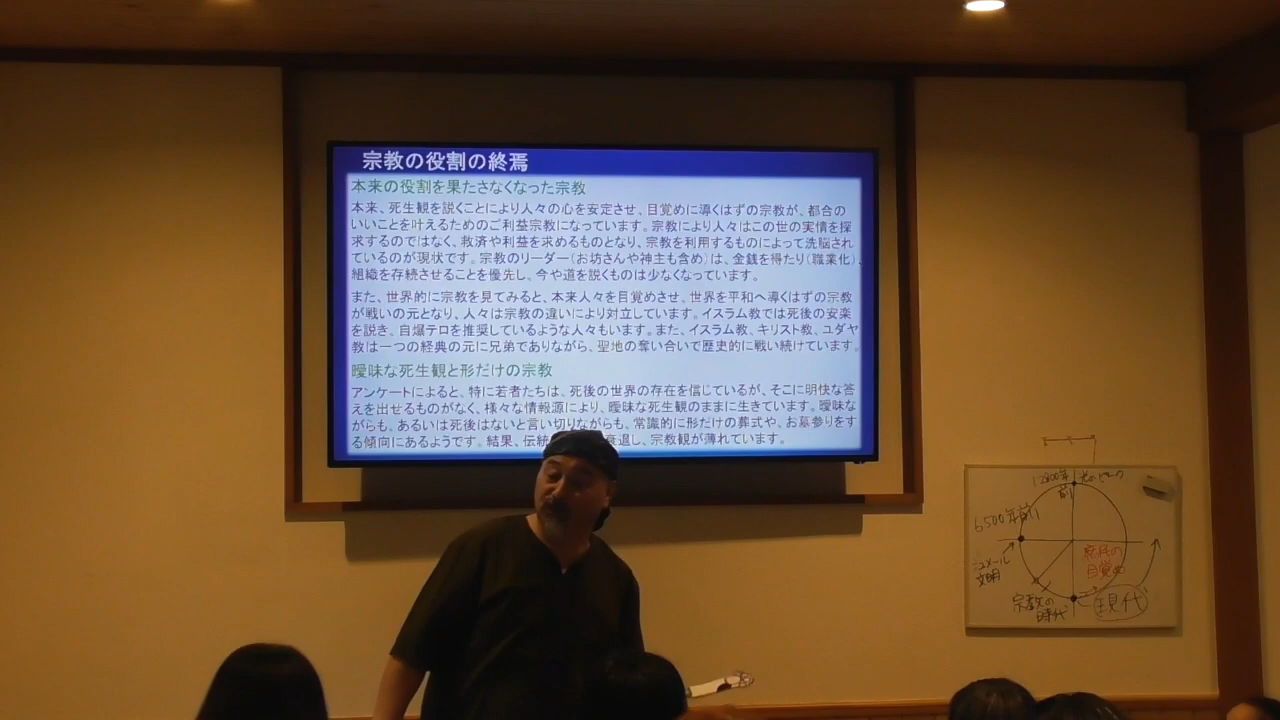 宗教の役割の終焉
本来の役割を果たさなくなった宗教
本来、死生観を説くことにより人々の心を安定させ、目覚めに導くはずの宗教が、都合の
いいことを叶えるためのご利益宗教になっています。宗教により人々はこの世の実情を探
求するのではなく、救済や利益を求めるものとなり、宗教を利用するものによって洗脳され
ているのが現状です。宗教のリーダー(お坊さんや神主も含め)は、金銭を得たり(職業化)、
組織を存続させることを優先し、今や道を説くものは少なくなっています。
また、世界的に宗教を見てみると、本来人々を目覚めさせ、世界を平和へ導くはずの宗教
が戦いの元となり、人々は宗教の違いにより対立しています。イスラム教では死後の安楽
を説き、自爆テロを推奨しているような人々もいます。また、イスラム教、キリスト教、ユダヤ
教は一つの経典の元に兄弟でありながら、聖地の奪い合いで歴史的に戦い続けています。
曖昧な死生観と形だけの宗教
アンケートによると、特に若者たちは、死後の世界の存在を信じているが、そこに明快な答
えを出せるものがなく、様々な情報源により、曖昧な死生観のままに生きています。曖昧な
がらも、あるいは死後はないと言い切りながらも、常識的に形だけの葬式や、お墓参りをす
る傾向にあるようです。結果、伝統 衰退し、宗教観が薄れています。
12800年
前
6500年前
シュメール
文明
宗教の
時代
目覚め
現代